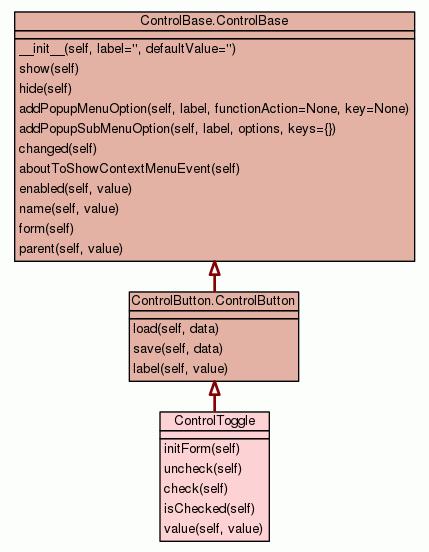 ControlBase.ControlBase
__init__(self, label='', defaultValue='')
show(self)
hide(self)
addPopupMenuOption(self, label, functionAction=None, key=None)
addPopupSubMenuOption(self, label, options, keys={})
changed(self)
aboutToShowContextMenuEvent(self)
enabled(self, value)
name(self, value)
form(self)
parent(self, value)
ControlButton.ControlButton
load(self, data)
save(self, data)
label(self, value)
ControlToggle
initForm(self)
uncheck(self)
check(self)
isChecked(self)
value(self, value)